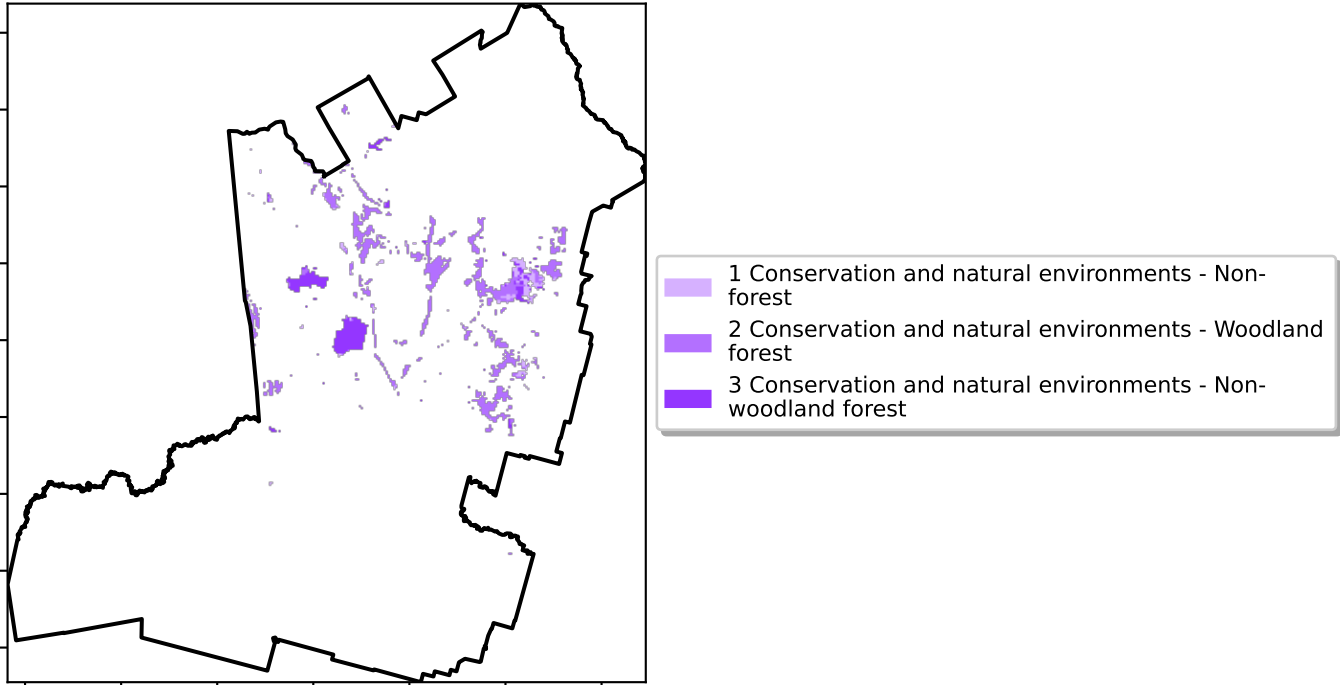 1 Conservation and natural environments - Non-
forest
2 Conservation and natural environments - Woodland
forest
3 Conservation and natural environments - Non-
woodland forest